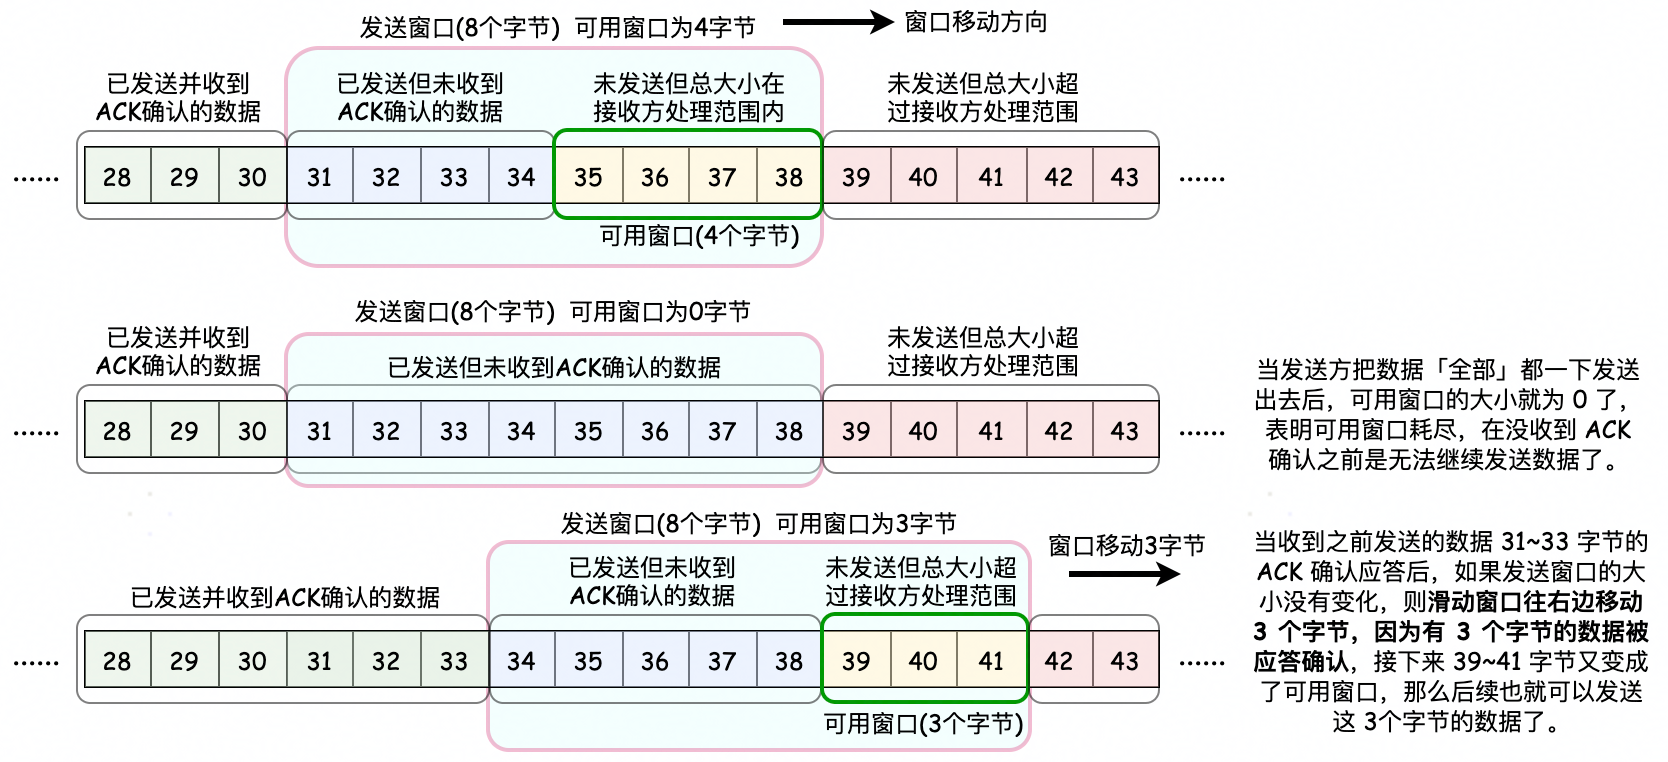 发送窗口(8个字节) 可用窗口为4字节
窗口移动方向
已发送并收到
ACK确认的数据
已发送但未收到
ACK确认的数据
未发送但总大小在
接收方处理范围内
未发送但总大小超
过接收方处理范围
...... 28 29 30 31 32 33 34 35 36 37 38 39 40 41 42 43 ......
可用窗口(4个字节)
发送窗口(8个字节) 可用窗口为0字节
已发送并收到
ACK确认的数据
已发送但未收到ACK确认的数据
未发送但总大小超
过接收方处理范围
...... 28 29 30 31 32 33 34 35 36 37 38 39 40 41 42 43 ......
当发送方把数据「全部」都一下发送
出去后，可用窗口的大小就为 0 了，
表明可用窗口耗尽，在没收到 ACK
确认之前是无法继续发送数据了。
发送窗口(8个字节) 可用窗口为3字节
窗口移动3字节
已发送并收到ACK确认的数据
已发送但未收到
ACK确认的数据
未发送但总大小超
过接收方处理范围
...... 28 29 30 31 32 33 34 35 36 37 38 39 40 41 42 43 ......
可用窗口(3个字节)
当收到之前发送的数据 31~33 字节的
ACK 确认应答后，如果发送窗口的大
小没有变化，则滑动窗口往右边移动
3 个字节，因为有 3 个字节的数据被
应答确认，接下来 39~41 字节又变成
了可用窗口，那么后续也就可以发送
这 3个字节的数据了。